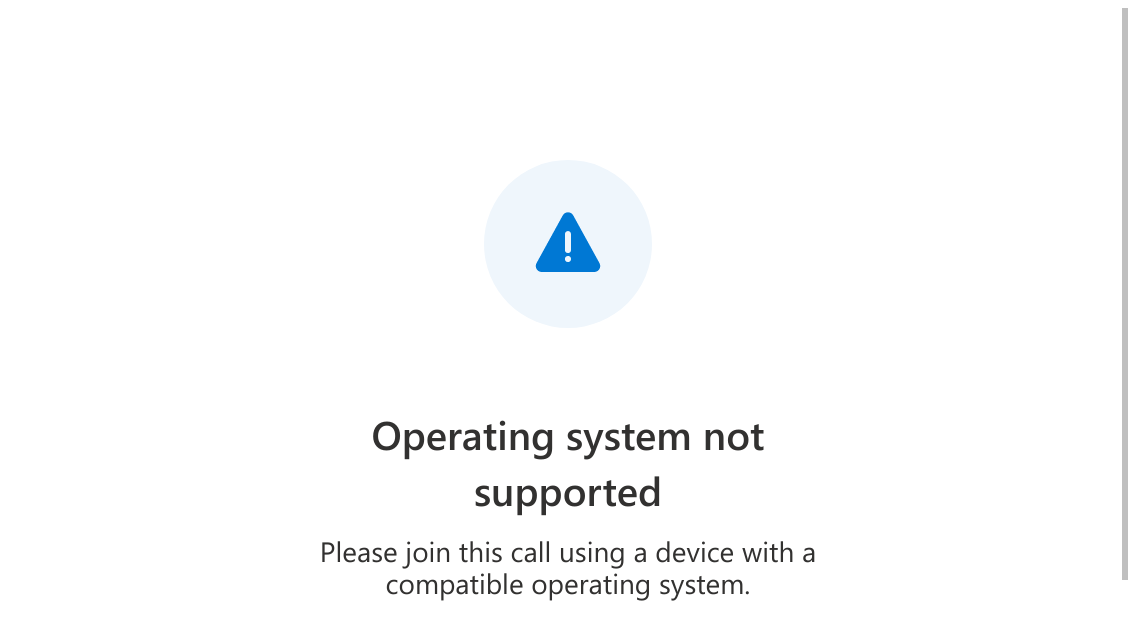 Operating system not
supported
Please join this call using a device with a
compatible operating system.